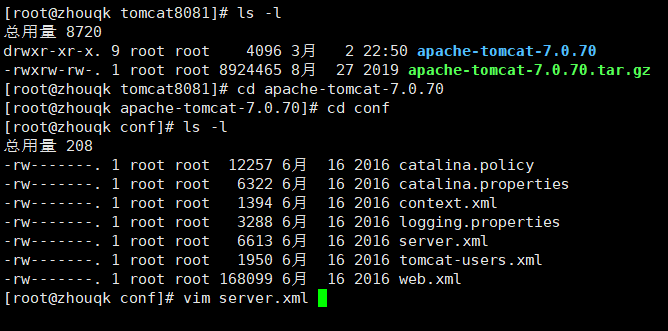 [root@zhouqk tomcat8081]# ls -l
总用量 8720
drwxr-xr-x. 9 root root    4096 3月   2 22:50 apache-tomcat-7.0.70
-rwxrw-rw-. 1 root root 8924465 8月  27 2019 apache-tomcat-7.0.70.tar.gz
[root@zhouqk tomcat8081]# cd apache-tomcat-7.0.70
[root@zhouqk apache-tomcat-7.0.70]# cd conf
[root@zhouqk conf]# ls -l
总用量 208
-rw-------. 1 root root  12257 6月  16 2016 catalina.policy
-rw-------. 1 root root   6322 6月  16 2016 catalina.properties
-rw-------. 1 root root   1394 6月  16 2016 context.xml
-rw-------. 1 root root   3288 6月  16 2016 logging.properties
-rw-------. 1 root root   6613 6月  16 2016 server.xml
-rw-------. 1 root root   1950 6月  16 2016 tomcat-users.xml
-rw-------. 1 root root 168099 6月  16 2016 web.xml
[root@zhouqk conf]# vim server.xml